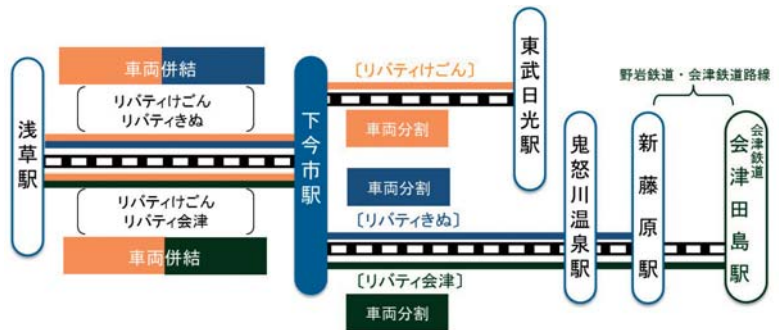 浅草駅
車両併結
リバティけごん
リバティきぬ
リバティけごん
リバティ会津
車両併結
下今市駅
〔リバティけごん〕
車両分割
東武日光駅
車両分割
〔リバティきぬ〕
〔リバティ会津〕
車両分割
鬼怒川温泉駅
野岩鉄道・会津鉄道路線
新藤原駅
会津鉄道
会津田島駅